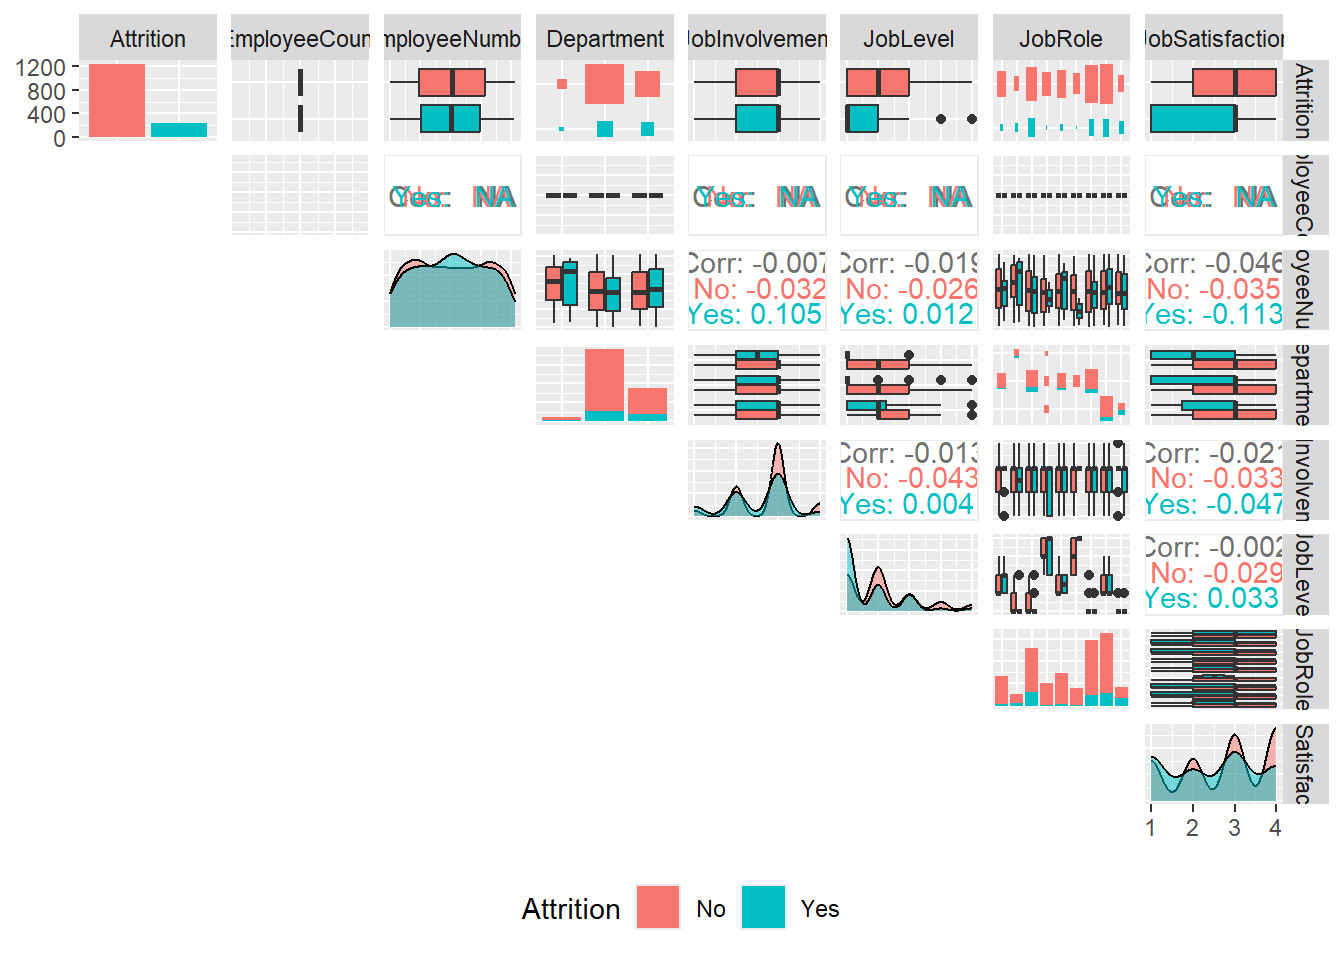 Attrition EmployeeCoun mployeeNumb Department JobInvolvemen JobLevel JobRole JobSatisfaction
1200
800
400
0
Attrition
Yes: NA Yes: NA Yes: NA Yes: NA
ployeeC
Corr: -0.007 Corr: -0.019 Corr: -0.046
No: -0.032 No: -0.026 No: -0.035
Yes: 0.105 Yes: 0.012 Yes: -0.113
oyeeNu
epartme
Corr: -0.013 Corr: -0.021
No: -0.043 No: -0.033
Yes: 0.004 Yes: -0.047
Involven
Corr: -0.002
No: -0.029
Yes: 0.033
JobLeve
JobRole
Satisfac
1 2 3 4
Attrition No Yes